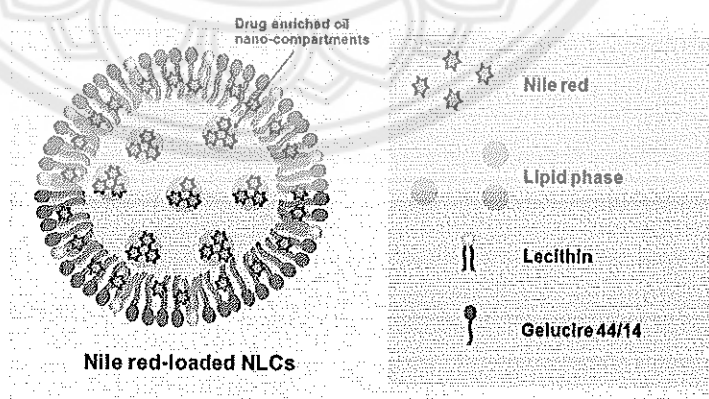 Drug enriched oil
nano-compartments
Nile red
Lipid phase
Lecithin
Gelucire 44/14
Nile red-loaded NLCs